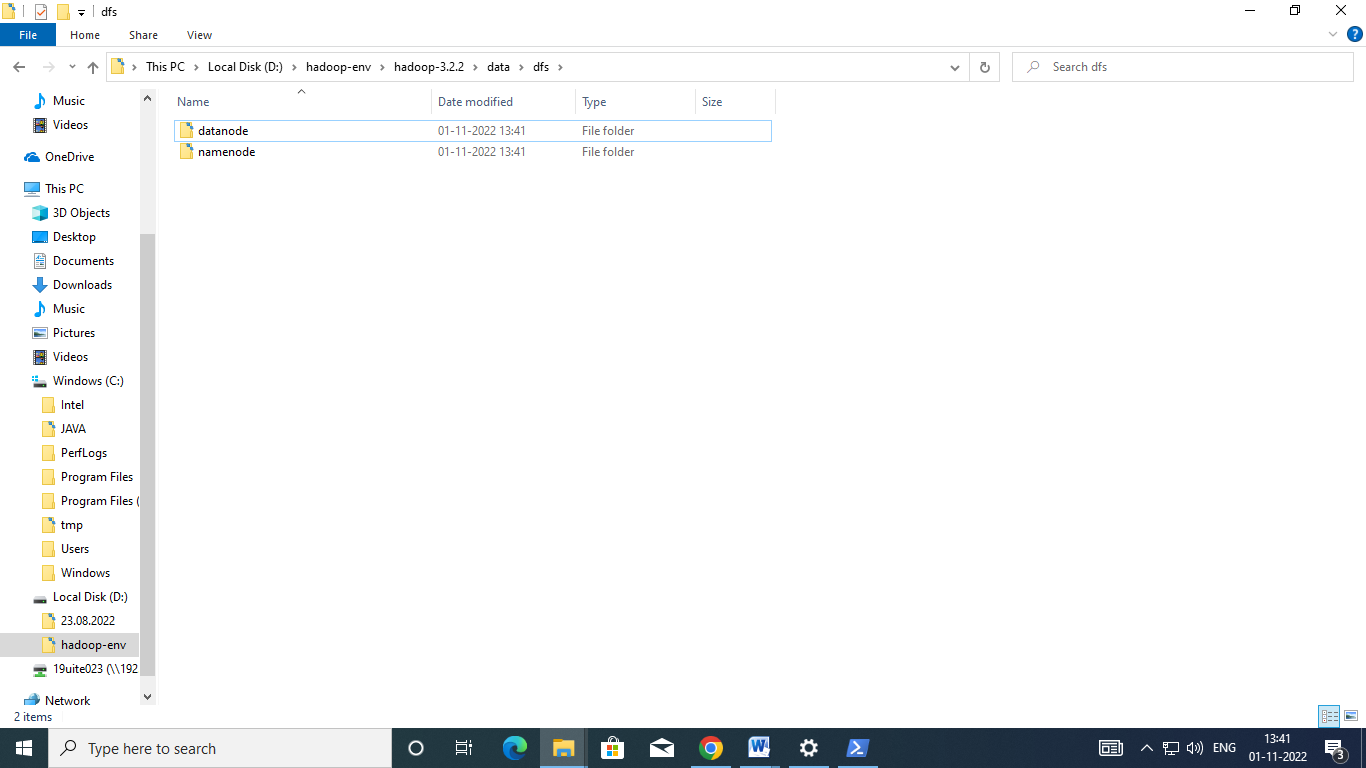 dfs
File Home Share View
This PC Local Disk (D:) hadoop-env hadoop-3.2.2 data dfs
Search dfs
Name Date modified Type Size
datanode 01-11-2022 13:41 File folder
namenode 01-11-2022 13:41 File folder
Music
Videos
OneDrive
This PC
3D Objects
Desktop
Documents
Downloads
Music
Pictures
Videos
Windows (C:)
Intel
JAVA
PerfLogs
Program Files
Program Files (
tmp
Users
Windows
Local Disk (D:)
23.08.2022
hadoop-env
19uite023 (\\192
Network
2 items
Type here to search
ENG
13:41
01-11-2022
3